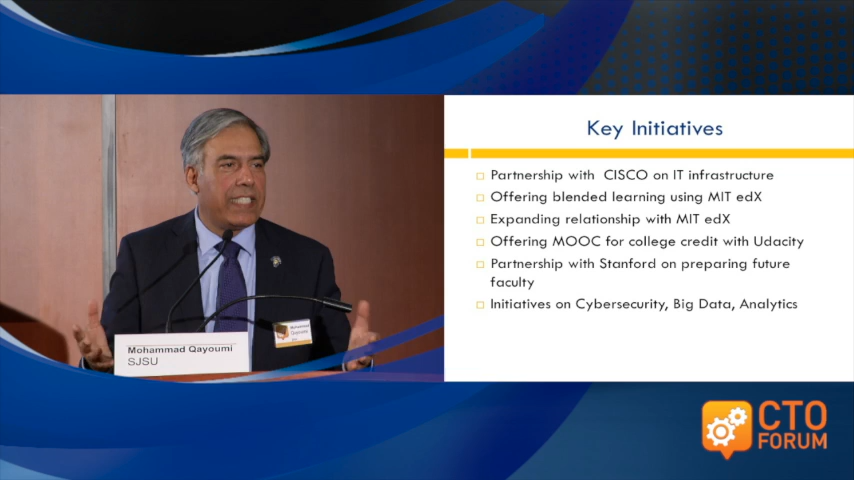 Key Initiatives
Partnership with CISCO on IT infrastructure
Offering blended learning using MIT edX
Expanding relationship with MIT edX
Offering MOOC for college credit with Udacity
Partnership with Stanford on preparing future
faculty
Initiatives on Cybersecurity, Big Data, Analytics
Mohammad
Qayoumi
Mohammad Qayoumi
SJSU
CTO
FORUM